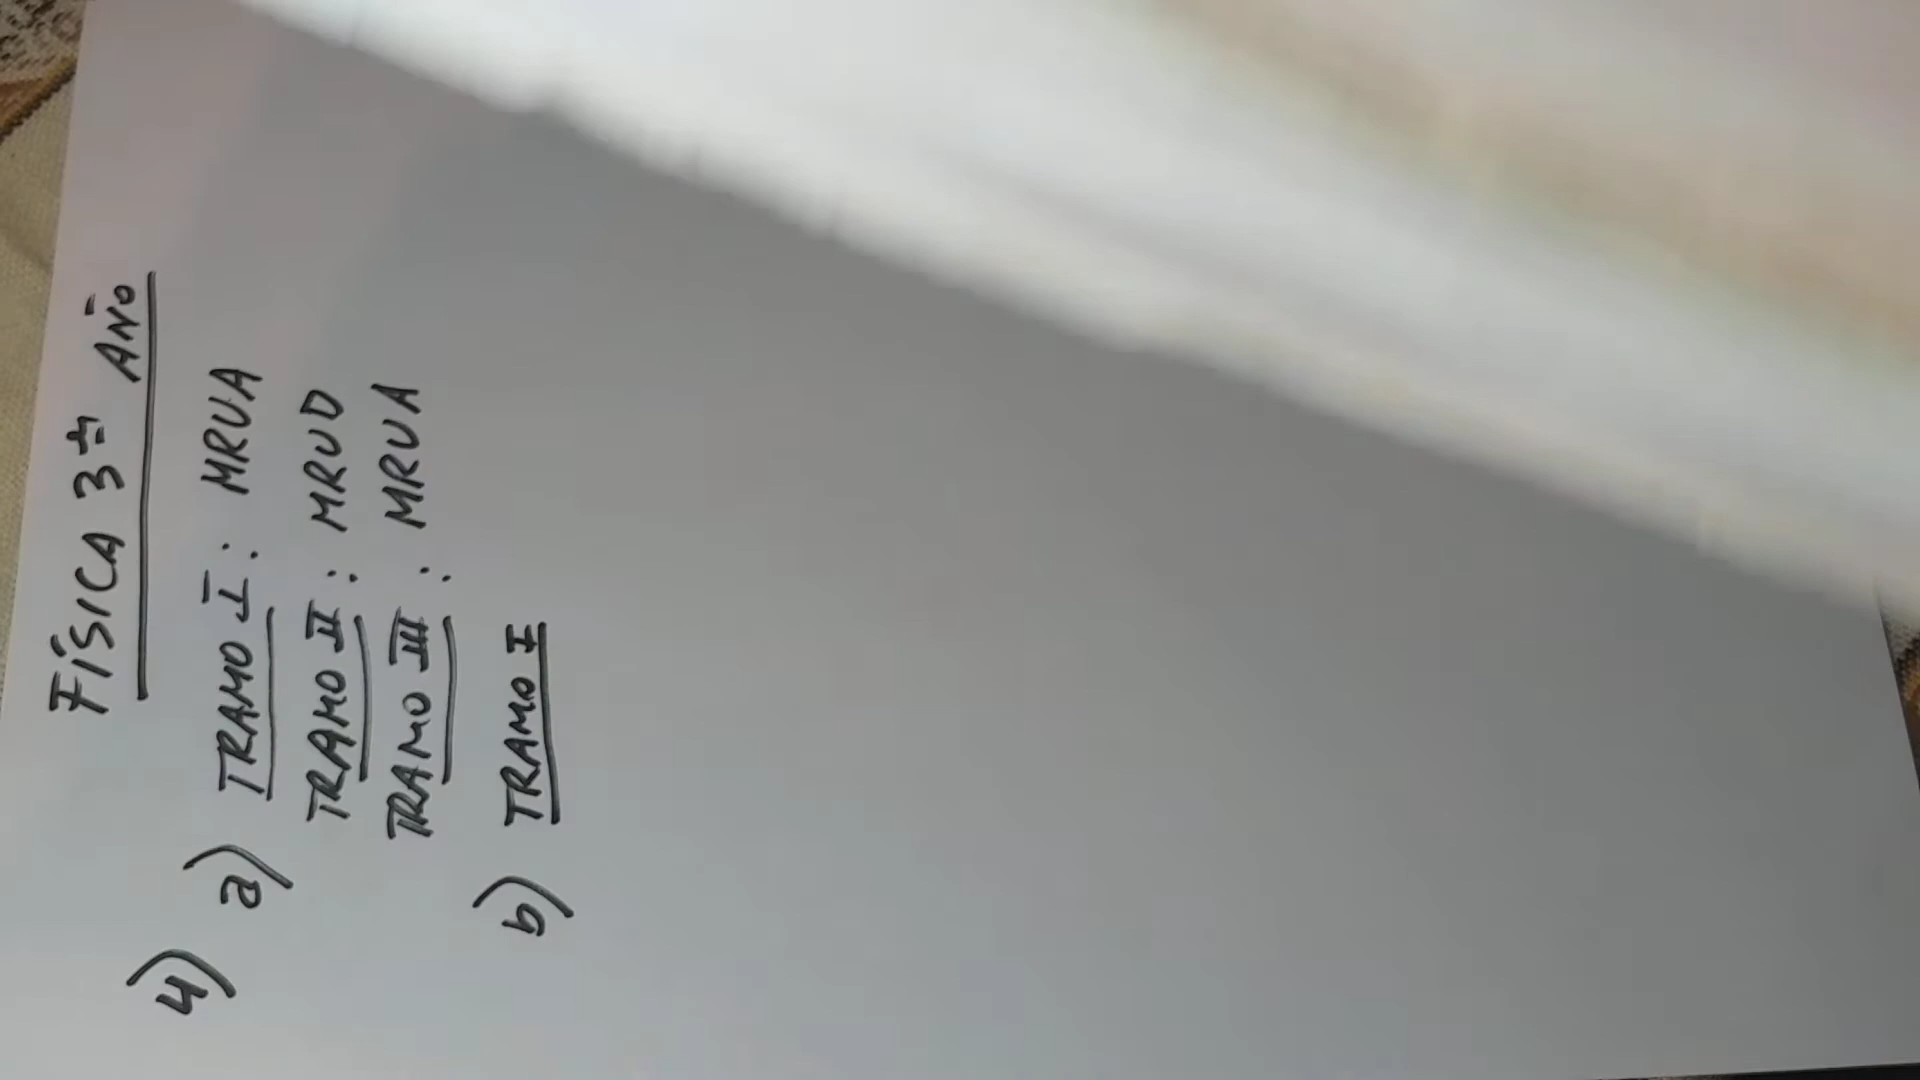 FÍSICA 3er AÑO
4) a) TRAMO I: MRUA
TRAMO II: MRUD
TRAMO III: MRUA
b) TRAMO I